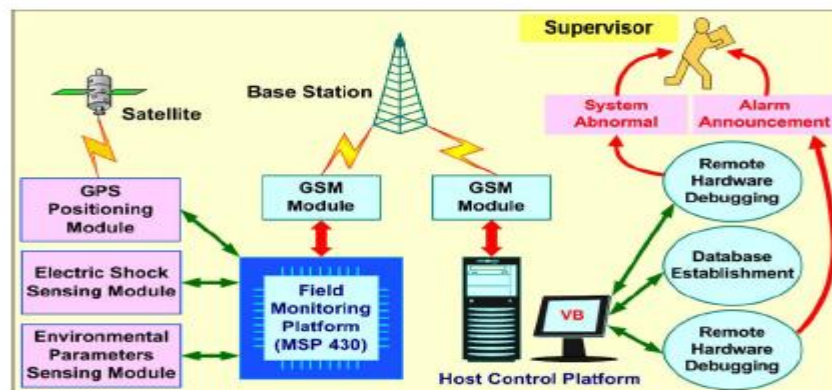 Supervisor
Base Station
Satellite
System
Abnormal
Alarm
Announcement
GPS
Positioning
Module
GSM
Module
GSM
Module
Remote
Hardware
Debugging
Electric Shock
Sensing Module
Field
Monitoring
Platform
(MSP 430)
Database
Establishment
VB
Environmental
Parameters
Sensing Module
Remote
Hardware
Debugging
Host Control Platform